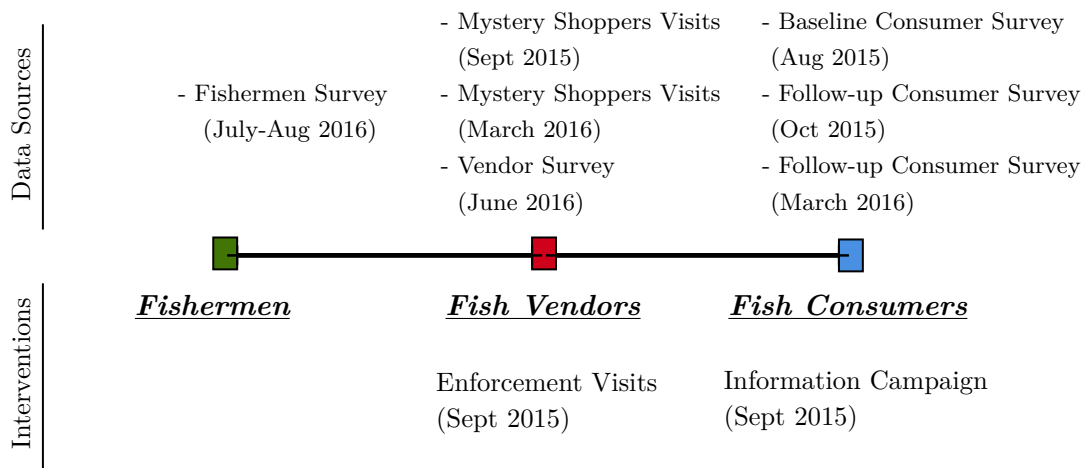 Data Sources
- Fishermen Survey
(July-Aug 2016)
- Mystery Shoppers Visits
(Sept 2015)
- Mystery Shoppers Visits
(March 2016)
- Vendor Survey
(June 2016)
- Baseline Consumer Survey
(Aug 2015)
- Follow-up Consumer Survey
(Oct 2015)
- Follow-up Consumer Survey
(March 2016)
Fishermen
Fish Vendors
Fish Consumers
Interventions
Enforcement Visits
(Sept 2015)
Information Campaign
(Sept 2015)